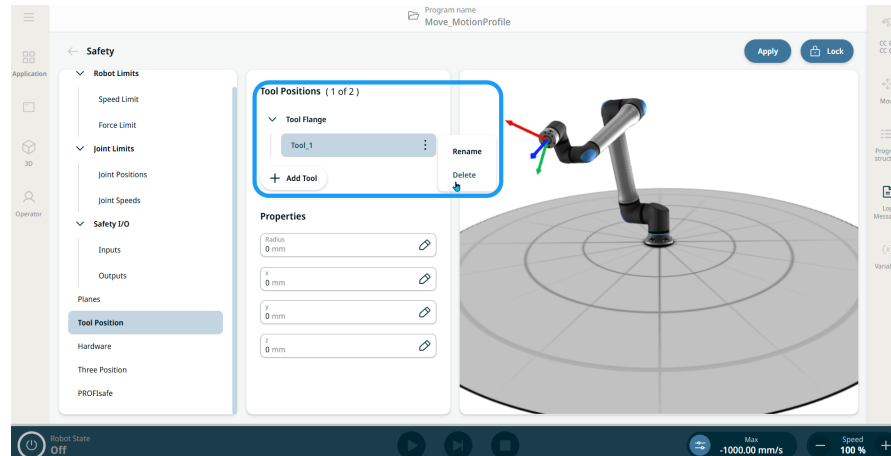 Program name
Move_MotionProfile
Safety
Apply
Lock
Application
3D
Operator
Robot Limits
Speed Limit
Force Limit
Joint Limits
Joint Positions
Joint Speeds
Safety I/O
Inputs
Outputs
Planes
Tool Position
Hardware
Three Position
PROFIsafe
Tool Positions ( 1 of 2 )
Tool Flange
Tool_1
Rename
Delete
+ Add Tool
Properties
Radius
0 mm
x
0 mm
y
0 mm
z
0 mm
Robot State
Off
Max
-1000.00 mm/s
Speed
100 %